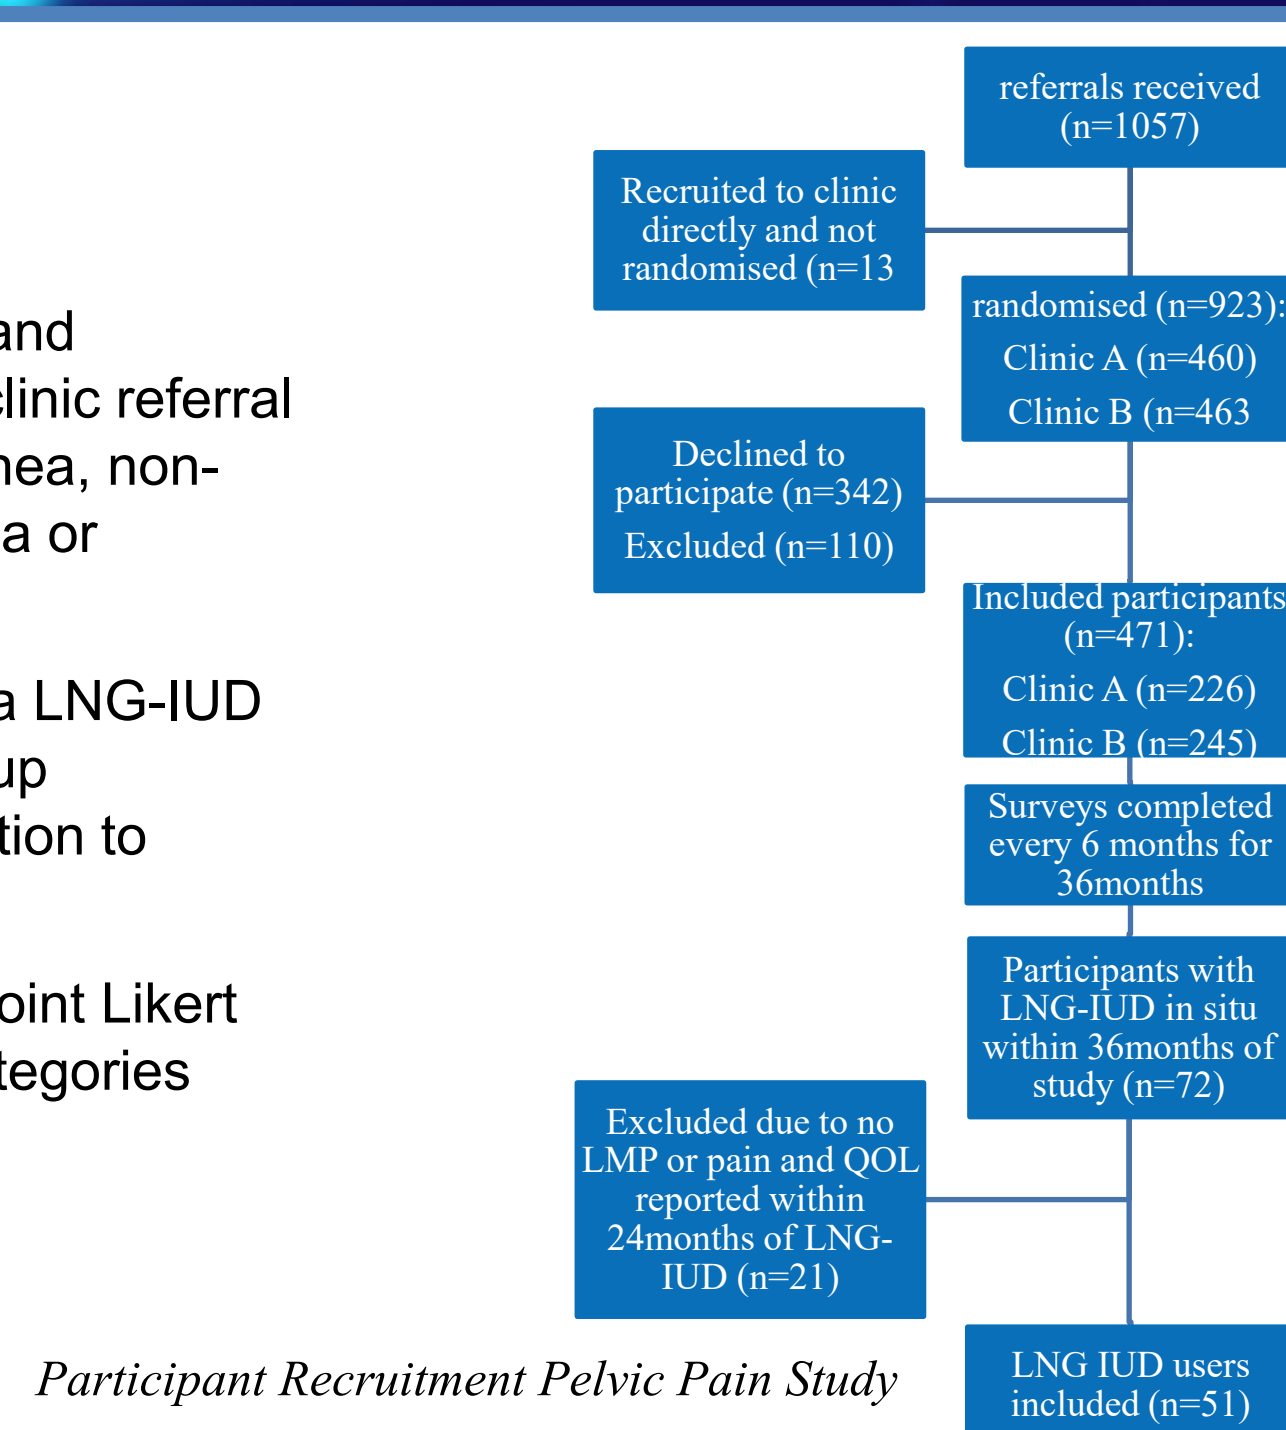 and
clinic referral
nea, non-
a or
a LNG-IUD
up
tion to
oint Likert
tegories
referrals received
(n=1057)
Recruited to clinic
directly and not
randomised (n=13
randomised (n=923):
Clinic A (n=460)
Clinic B (n=463
Declined to
participate (n=342)
Excluded (n=110)
Included participants
(n=471):
Clinic A (n=226)
Clinic B (n=245)
Surveys completed
every 6 months for
36months
Participants with
LNG-IUD in situ
within 36months of
study (n=72)
Excluded due to no
LMP or pain and QOL
reported within
24months of LNG-
IUD (n=21)
LNG IUD users
included (n=51)
Participant Recruitment Pelvic Pain Study